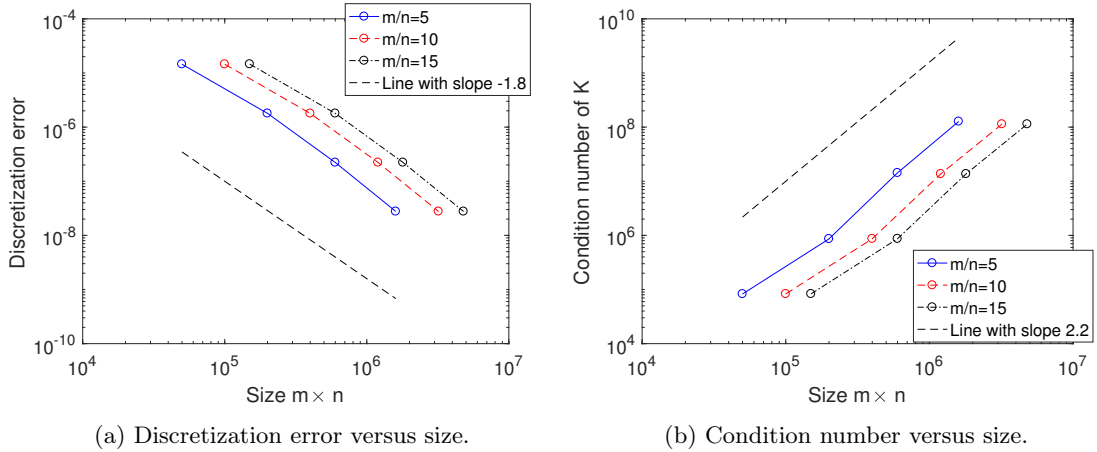 10^-4
10^-6
10^-8
10^-10
Discretization error
m/n=5
m/n=10
m/n=15
Line with slope -1.8
10^4 10^5 10^6 10^7
Size m × n
(a) Discretization error versus size.
10^10
10^8
10^6
10^4
Condition number of K
m/n=5
m/n=10
m/n=15
Line with slope 2.2
10^4 10^5 10^6 10^7
Size m × n
(b) Condition number versus size.